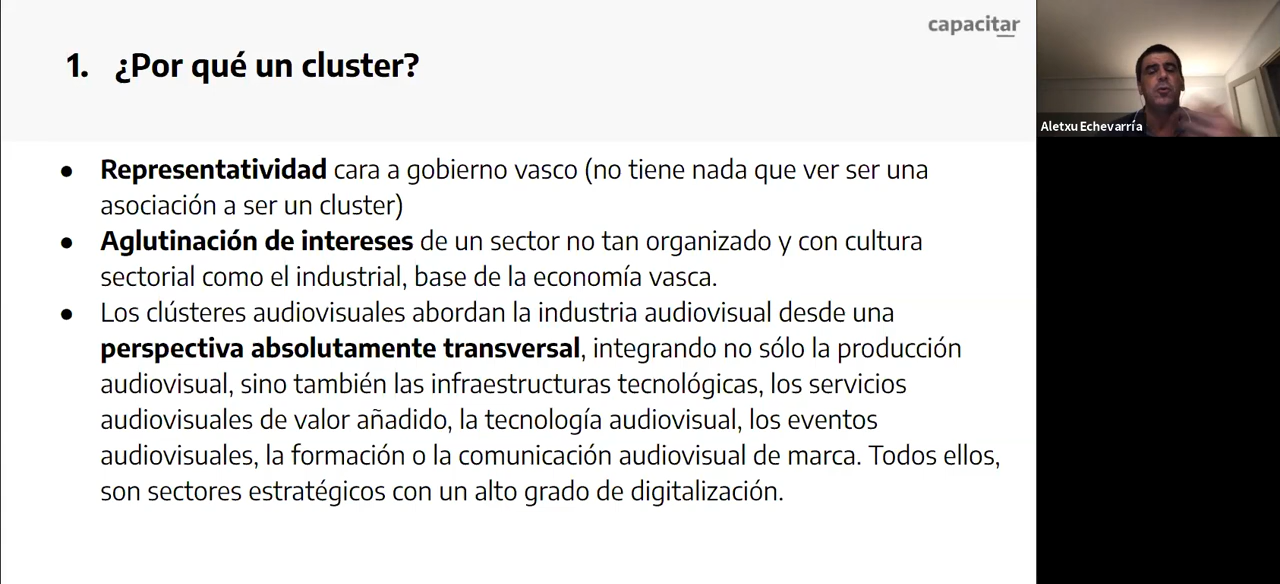 capacitar
1. ¿Por qué un cluster?
Aletxu Echevarría
● Representatividad cara a gobierno vasco (no tiene nada que ver ser una
asociación a ser un cluster)
● Aglutinación de intereses de un sector no tan organizado y con cultura
sectorial como el industrial, base de la economía vasca.
● Los clústeres audiovisuales abordan la industria audiovisual desde una
perspectiva absolutamente transversal, integrando no sólo la producción
audiovisual, sino también las infraestructuras tecnológicas, los servicios
audiovisuales de valor añadido, la tecnología audiovisual, los eventos
audiovisuales, la formación o la comunicación audiovisual de marca. Todos ellos,
son sectores estratégicos con un alto grado de digitalización.